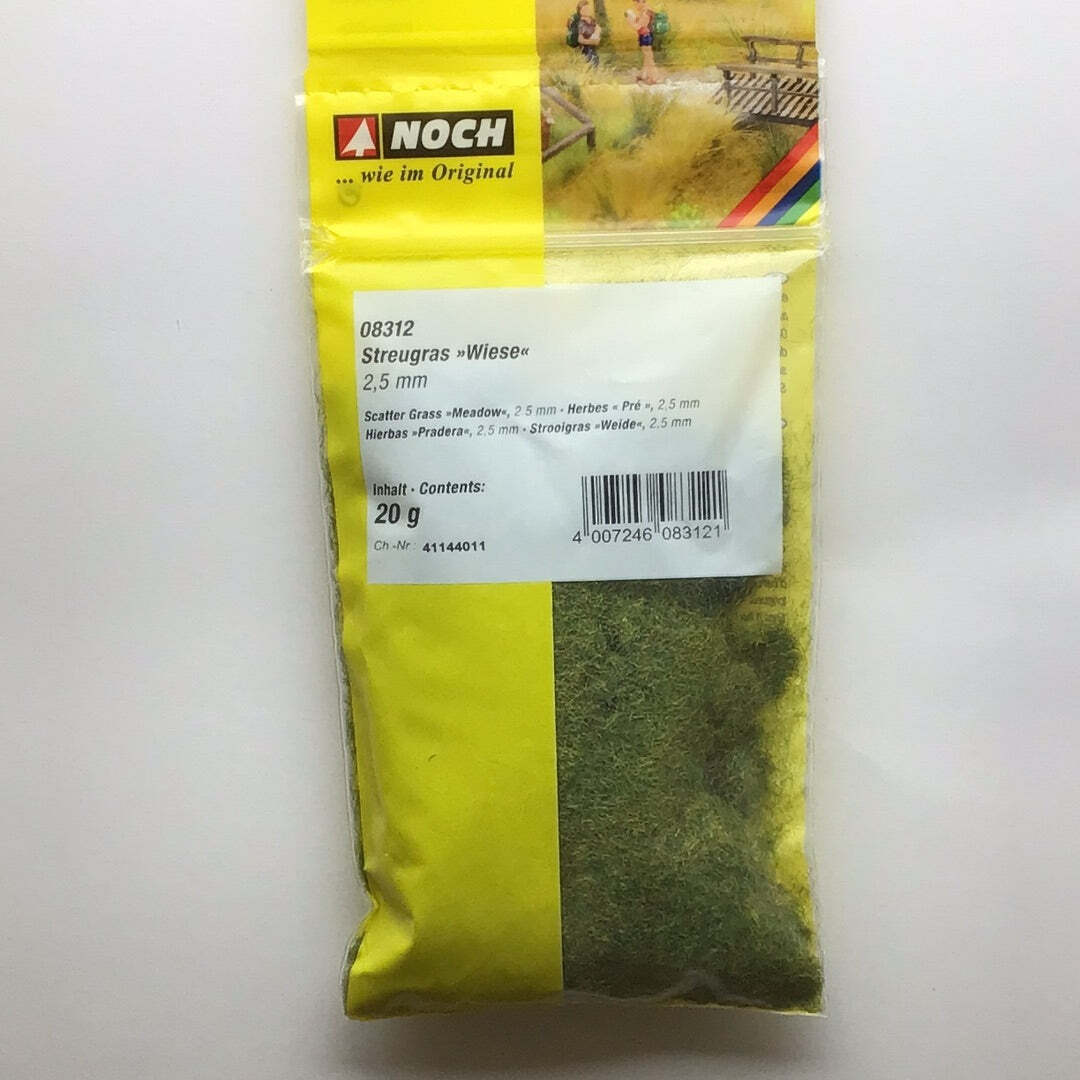 NOCH
... wie im Original
08312
Streugras »Wiese«
2,5 mm
Scatter Grass »Meadow«, 2 5 mm • Herbes « Pré », 2,5 mm
Hierbas »Pradera«, 2,5 mm • Strooigras »Weide«, 2,5 mm
Inhalt • Contents:
20 g
Ch -Nr : 41144011
4 007246 083121